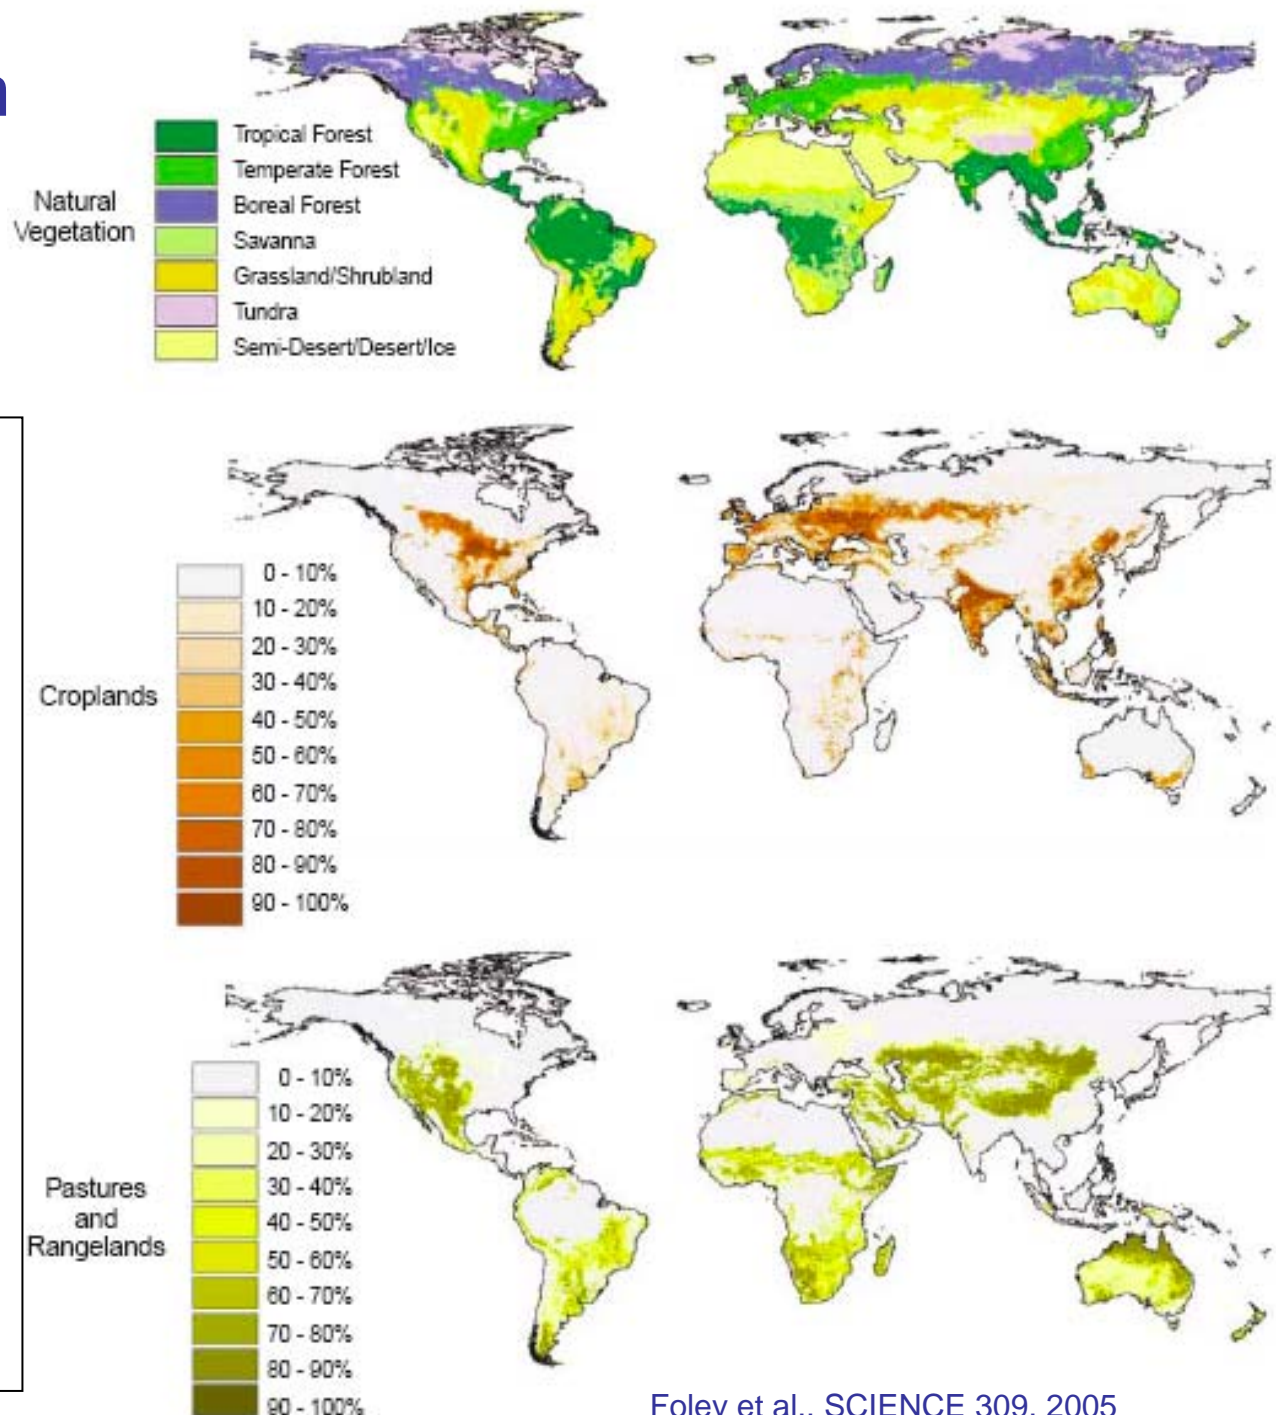 n
Natural
Vegetation
Tropical Forest
Temperate Forest
Boreal Forest
Savanna
Grassland/Shrubland
Tundra
Semi-Desert/Desert/Ice
Croplands
0 - 10%
10 - 20%
20 - 30%
30 - 40%
40 - 50%
50 - 60%
60 - 70%
70 - 80%
80 - 90%
90 - 100%
Pastures
and
Rangelands
0 - 10%
10 - 20%
20 - 30%
30 - 40%
40 - 50%
50 - 60%
60 - 70%
70 - 80%
80 - 90%
90 - 100%
Foley et al., SCIENCE 309, 2005